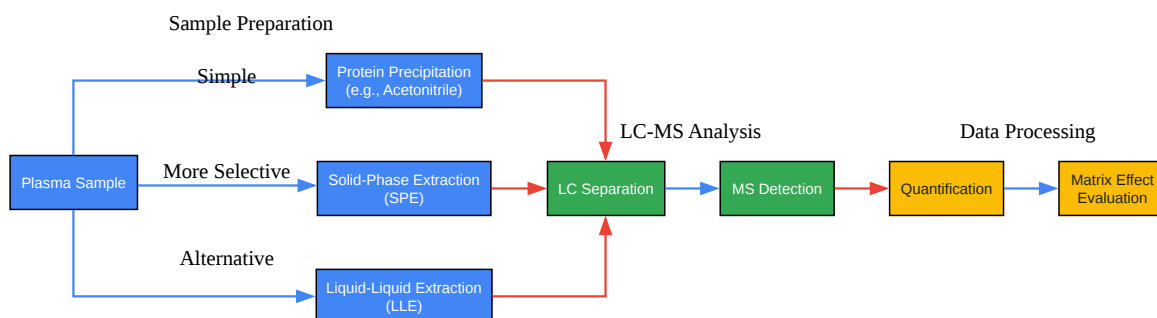 Sample Preparation
Simple
Protein Precipitation
(e.g., Acetonitrile)
LC-MS Analysis
Data Processing
Plasma Sample
More Selective
Solid-Phase Extraction
(SPE)
LC Separation
MS Detection
Quantification
Matrix Effect
Evaluation
Alternative
Liquid-Liquid Extraction
(LLE)